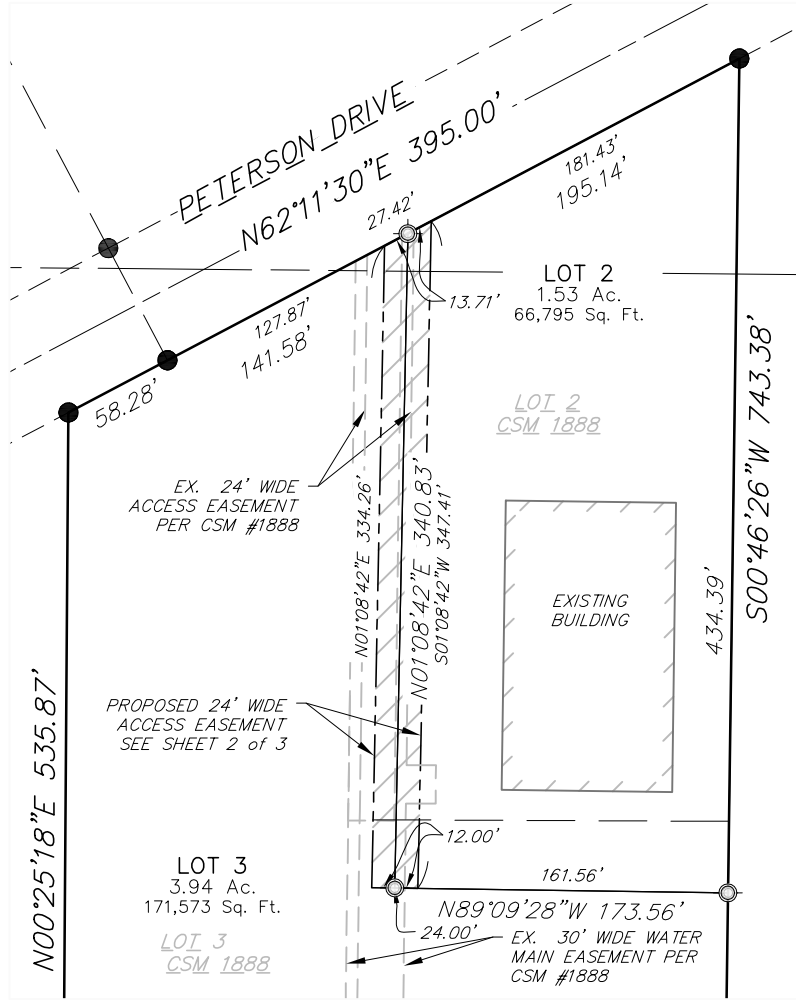 PETERSON DRIVE
N62°11'30"E 395.00'
181.43'
195.14'
27.42'
13.71'
LOT 2
1.53 Ac.
66,795 Sq. Ft.
127.87'
141.58'
58.28'
LOT 2
CSM 1888
EX. 24' WIDE
ACCESS EASEMENT
PER CSM #1888
N01°08'42"E 334.26'
N01°08'42"E 340.83'
S01°08'42"W 347.41'
EXISTING
BUILDING
434.39'
S00°46'26"W 743.38'
N00°25'18"E 535.87'
PROPOSED 24' WIDE
ACCESS EASEMENT
SEE SHEET 2 of 3
12.00'
LOT 3
3.94 Ac.
171,573 Sq. Ft.
161.56'
N89°09'28"W 173.56'
24.00'
LOT 3
CSM 1888
EX. 30' WIDE WATER
MAIN EASEMENT PER
CSM #1888